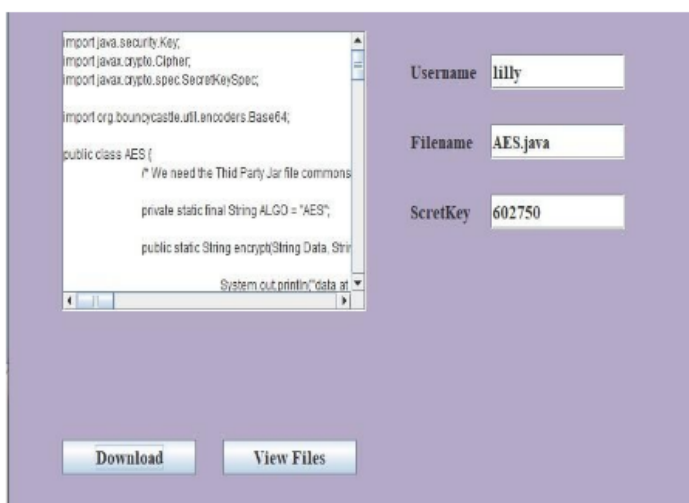 import java.security.Key;
import javax.crypto.Cipher;
import javax.crypto.spec.SecretKeySpec;
import org.bouncycastle.util.encoders.Base64;
public class AES {
/* We need the Thid Party Jar file commons
private static final String ALGO = "AES";
public static String encrypt(String Data, Strir
System.out.println("data at
Username lilly
Filename AES.java
ScretKey 602750
Download View Files